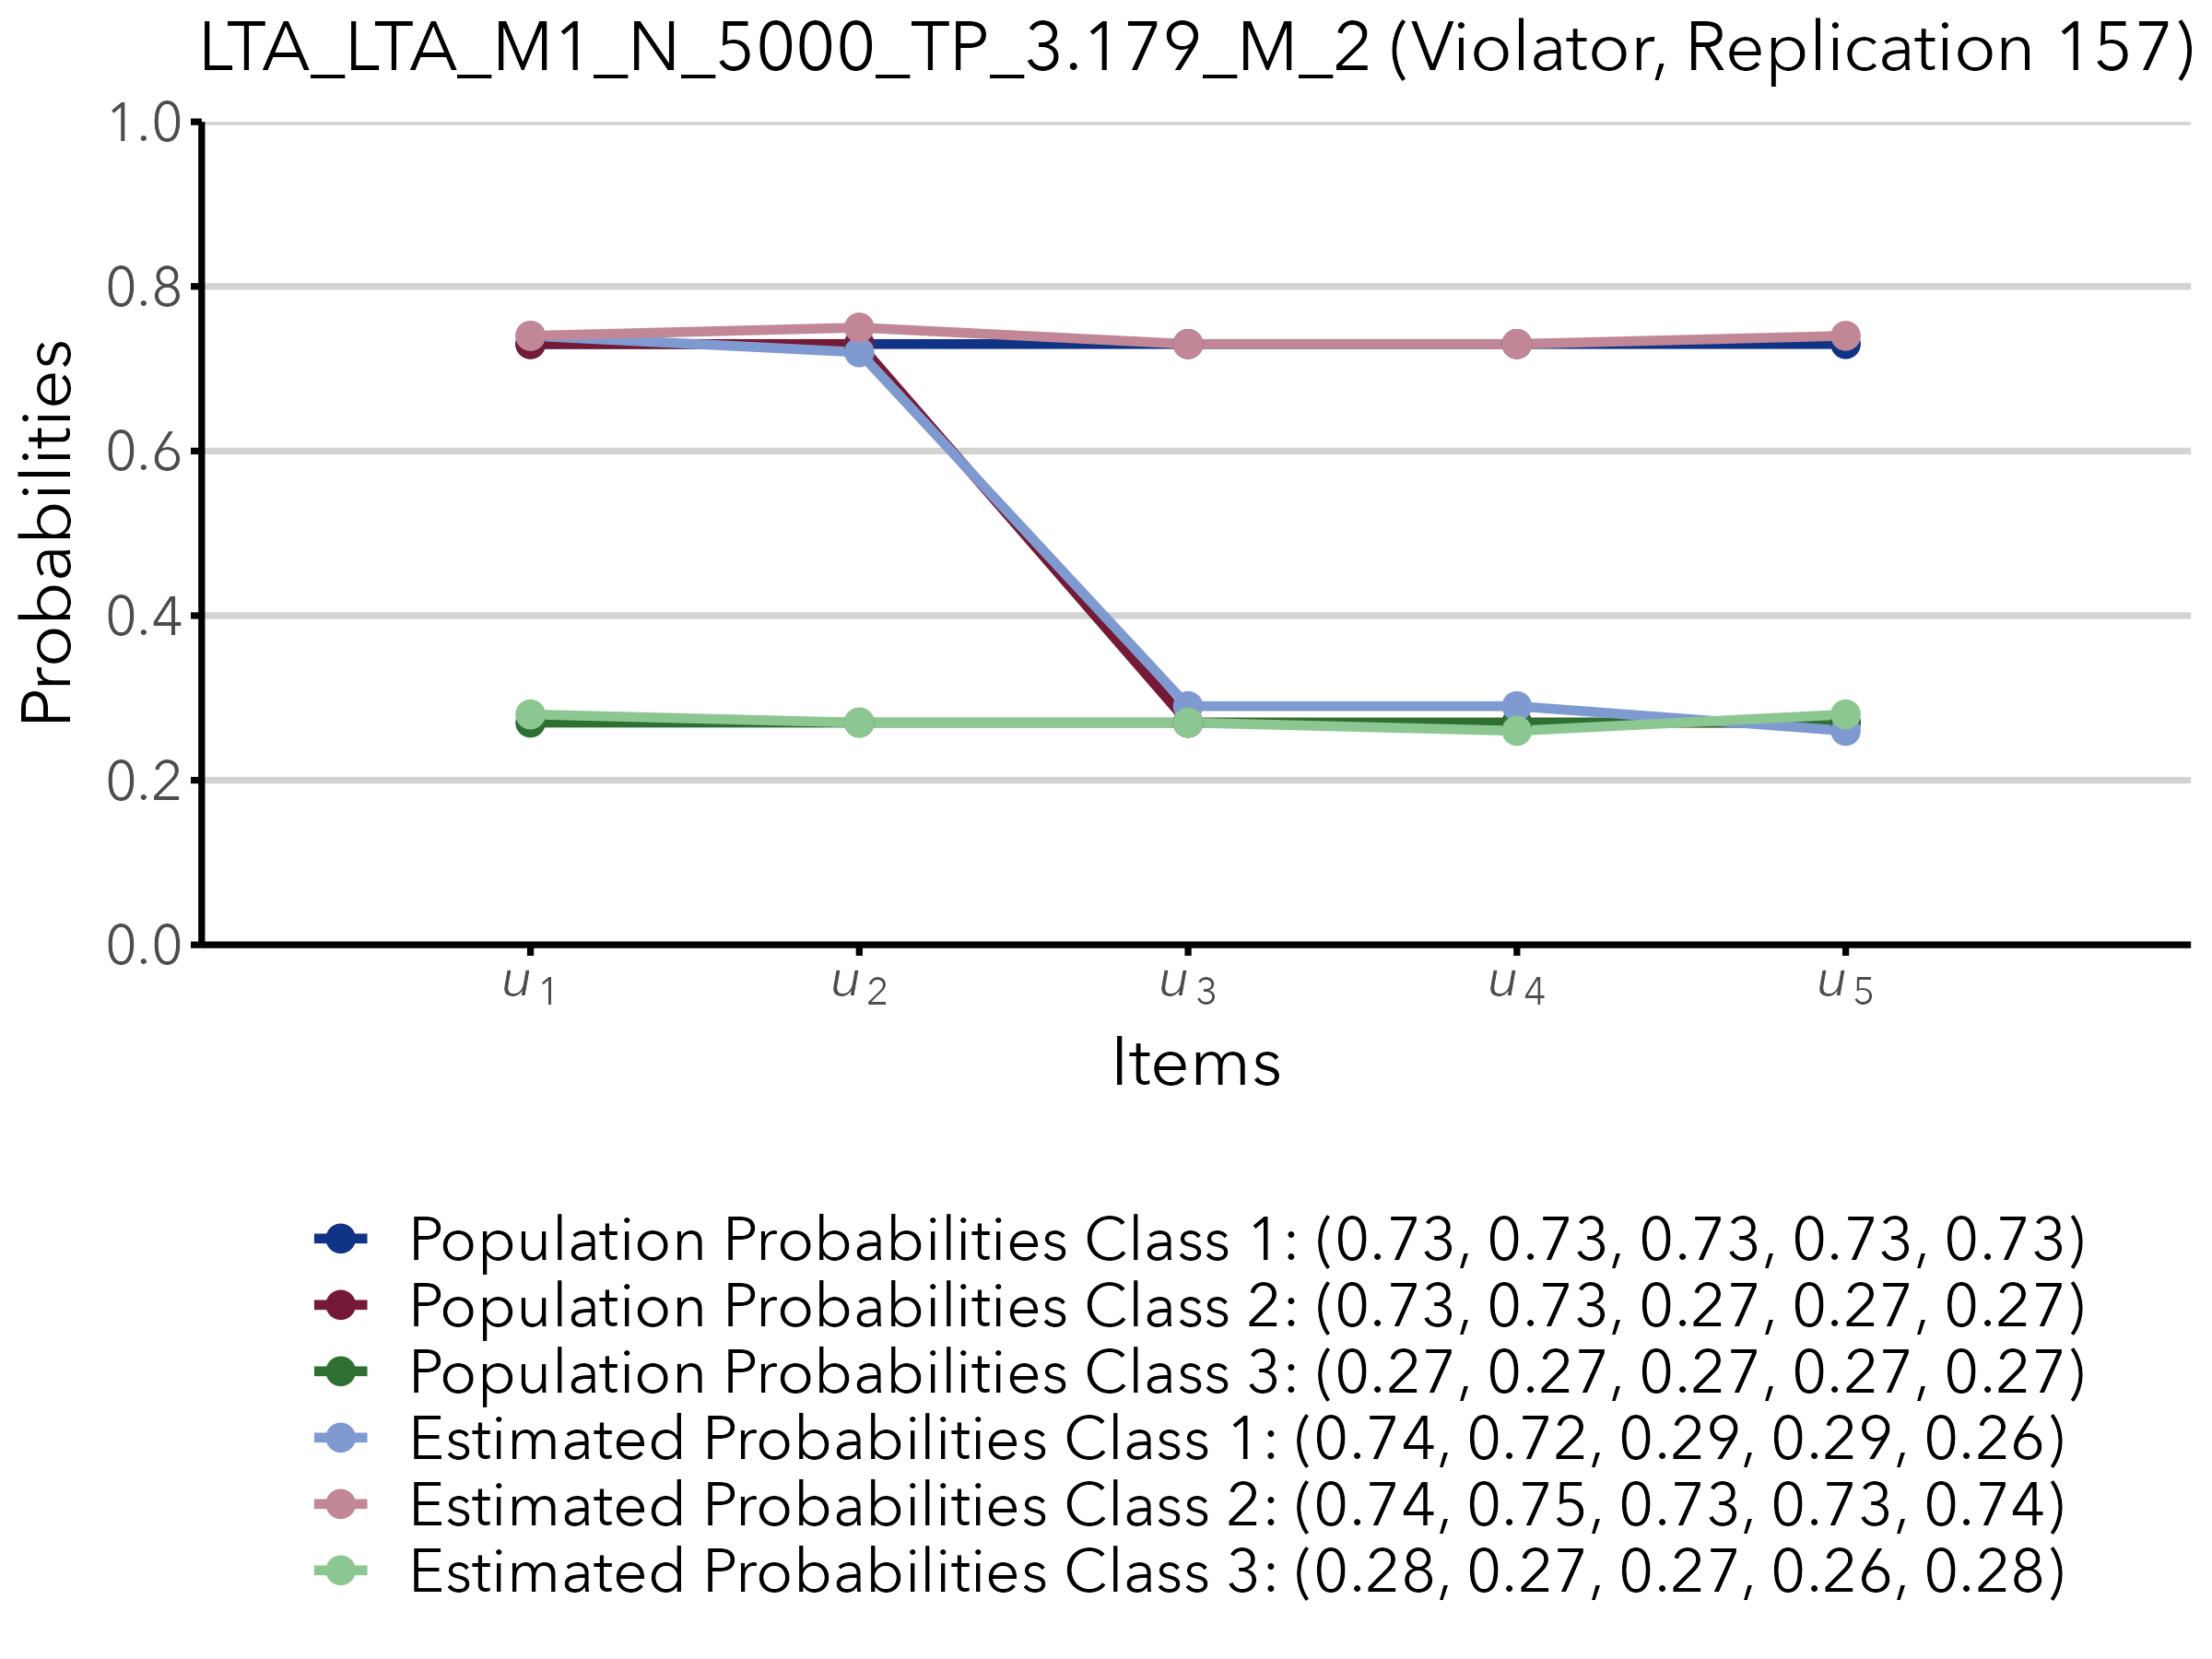 LTA_LTA_M1_N_5000_TP_3.179_M_2 (Violator, Replication 157)
1.0
0.8
0.6
0.4
0.2
0.0
Probabilities
u1
u2
u3
u4
u5
Items
Population Probabilities Class 1: (0.73, 0.73, 0.73, 0.73, 0.73)
Population Probabilities Class 2: (0.73, 0.73, 0.27, 0.27, 0.27)
Population Probabilities Class 3: (0.27, 0.27, 0.27, 0.27, 0.27)
Estimated Probabilities Class 1: (0.74, 0.72, 0.29, 0.29, 0.26)
Estimated Probabilities Class 2: (0.74, 0.75, 0.73, 0.73, 0.74)
Estimated Probabilities Class 3: (0.28, 0.27, 0.27, 0.26, 0.28)